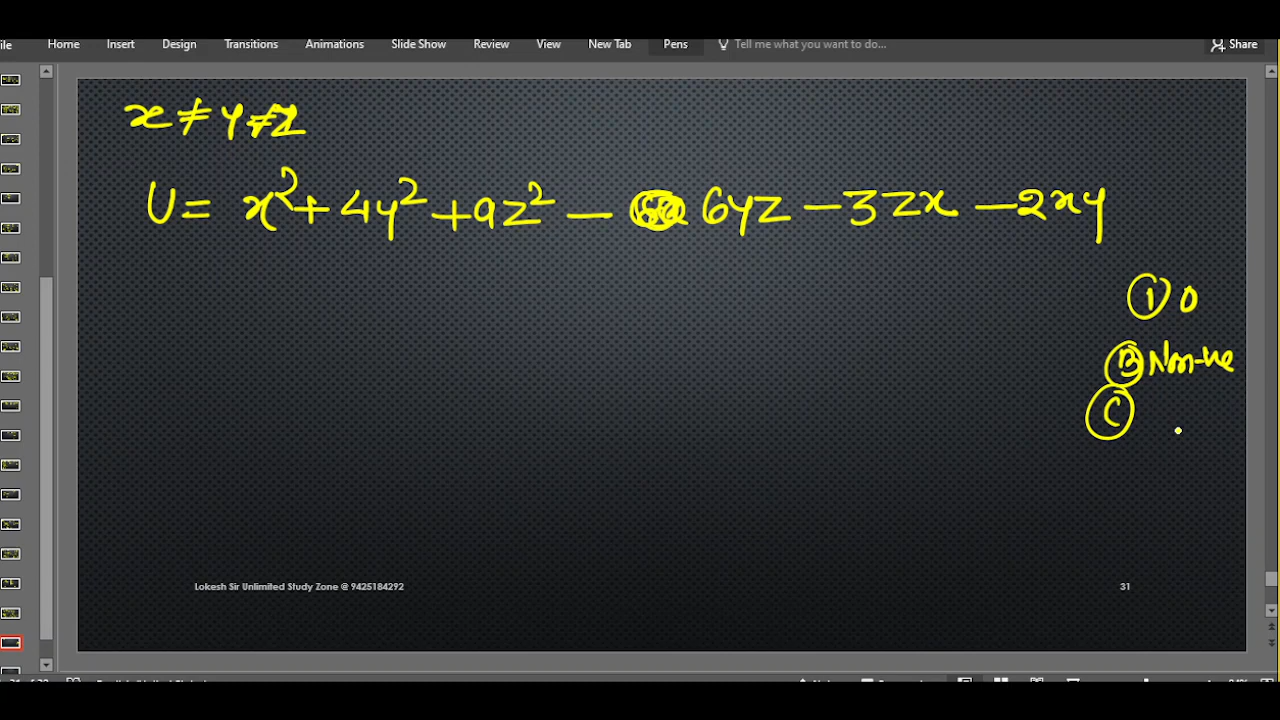 File Home Insert Design Transitions Animations Slide Show Review View New Tab Pens Tell me what you want to do... Share
x ≠ y ≠ z
U = x² + 4y² + 9z² - 6yz - 3zx - 2xy
① 0
Ⓑ Non-ve
Ⓒ
Lokesh Sir Unlimited Study Zone @ 9425184292
31